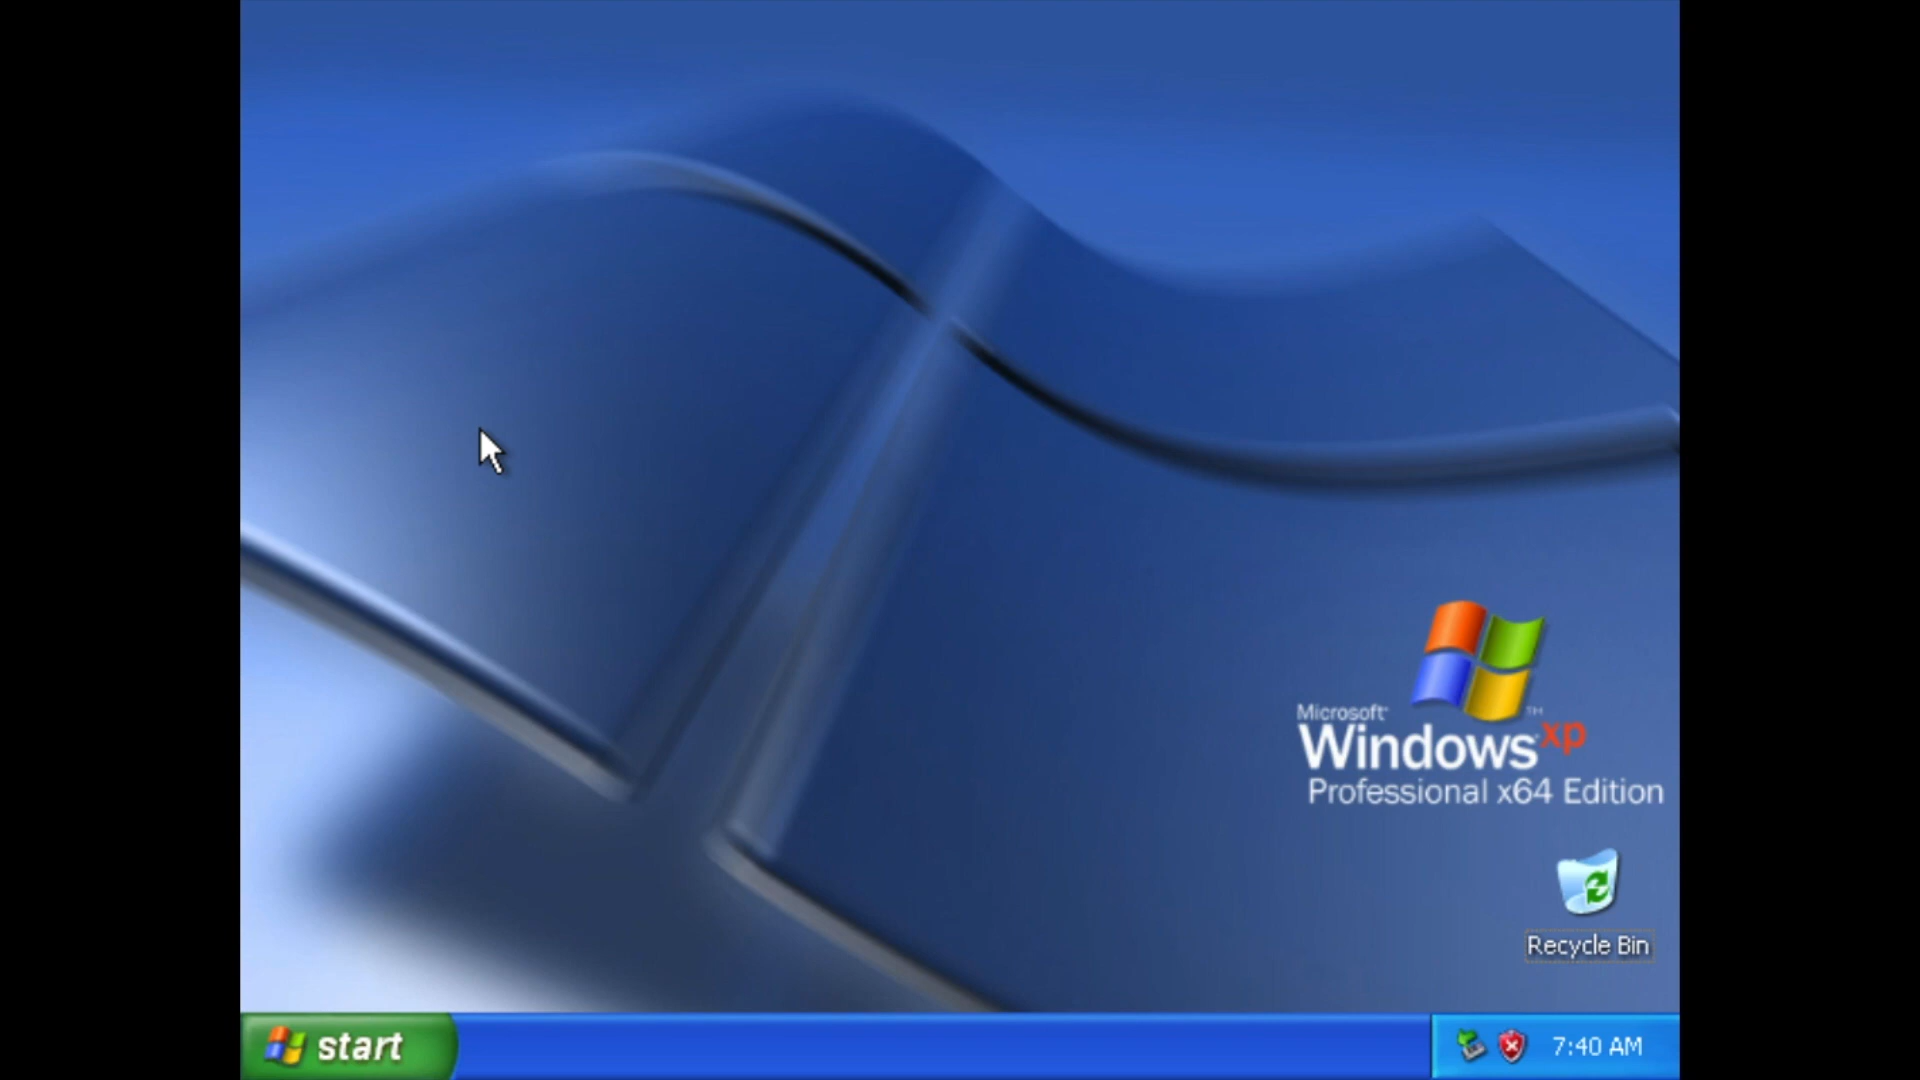 Microsoft
Windows xp
Professional x64 Edition
Recycle Bin
start
7:40 AM